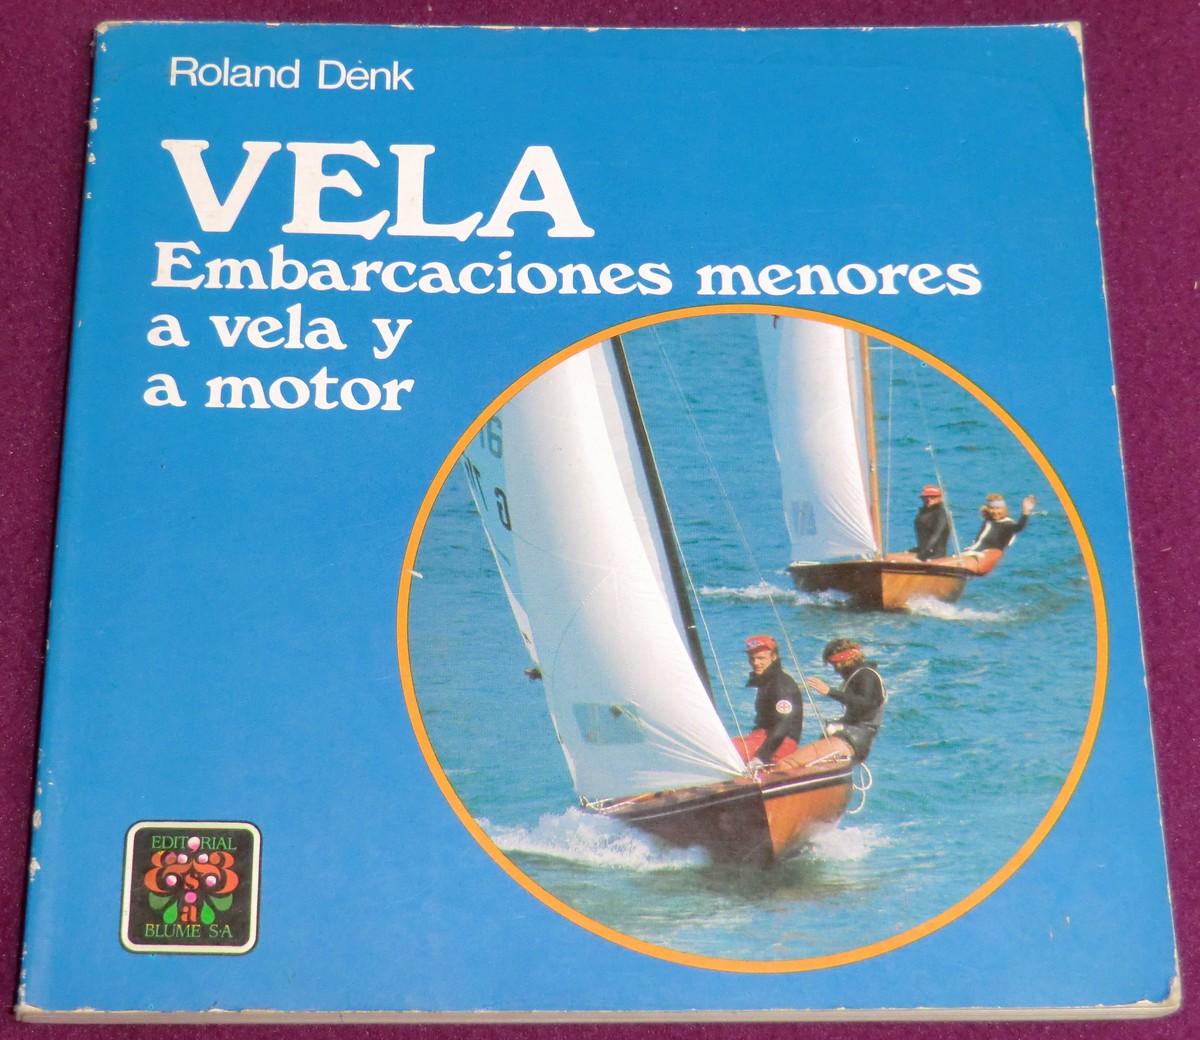 Roland Denk
VELA
Embarcaciones menores
a vela y
a motor
G
EDITORIAL
s
a
BLUME S.A